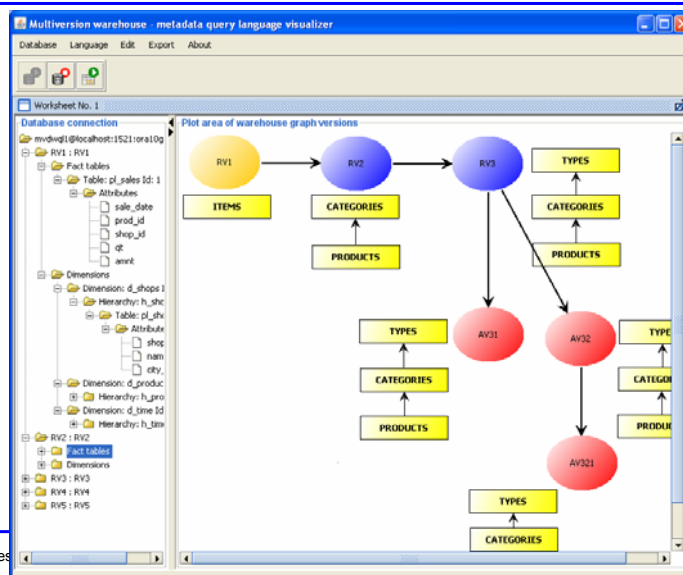 Multiversion warehouse - metadata query language visualizer
Database Language Edit Export About
Worksheet No. 1
Database connection
mvdwql1@localhost:1521:ora10g
RV1 : RV1
Fact tables
Table: pl_sales Id: 1
Attributes
sale_date
prod_id
shop_id
qt
amnt
Dimensions
Dimension: d_shops I
Hierarchy: h_sho
Table: pl_sho
Attribute
shop
nam
city_
Dimension: d_produc
Hierarchy: h_pro
Dimension: d_time Id
Hierarchy: h_tim
RV2 : RV2
Fact tables
Dimensions
RV3 : RV3
RV4 : RV4
RV5 : RV5
Plot area of warehouse graph versions
RV1
RV2
RV3
TYPES
ITEMS
CATEGORIES
CATEGORIES
PRODUCTS
PRODUCTS
AV31
AV32
TYPES
TYPE
CATEGORIES
CATEGOR
PRODUCTS
PRODU
AV321
TYPES
CATEGORIES
es